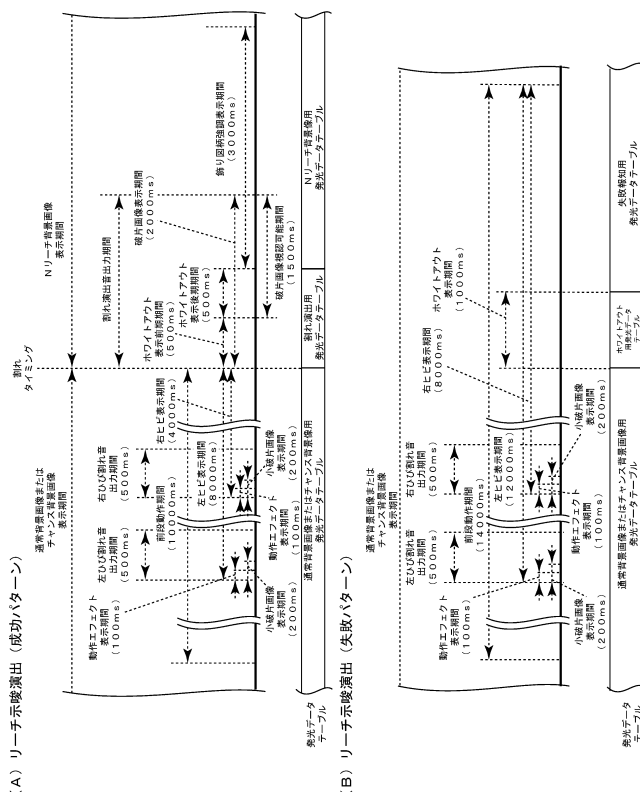 (A) リーチ示唆演出（成功パターン）
割れ
タイミング
通常背景画像または
チャンス背景画像
表示期間
Nリーチ背景画像
表示期間
動作エフェクト
表示期間
(100ms)
左ひび割れ音
出力期間
(500ms)
右ひび割れ音
出力期間
(500ms)
割れ演出音出力期間
前段動作期間
(10000ms)
右ヒビ表示期間
(4000ms)
破片画像表示期間
(2000ms)
左ヒビ表示期間
(8000ms)
ホワイトアウト
表示前期期間
(500ms)
ホワイトアウト
表示後期期間
(500ms)
飾り図柄強調表示期間
(3000ms)
小破片画像
表示期間
(200ms)
動作エフェクト
表示期間
(100ms)
小破片画像
表示期間
(200ms)
破片画像視認可能期間
(1500ms)
発光データ
テーブル
通常背景画像またはチャンス背景像用
発光データテーブル
割れ演出用
発光データテーブル
Nリーチ背景像用
発光データテーブル
(B) リーチ示唆演出（失敗パターン）
通常背景画像または
チャンス背景画像
表示期間
動作エフェクト
表示期間
(100ms)
左ひび割れ音
出力期間
(500ms)
右ひび割れ音
出力期間
(500ms)
前段動作期間
(14000ms)
右ヒビ表示期間
(8000ms)
ホワイトアウト
表示期間
(1000ms)
左ヒビ表示期間
(12000ms)
小破片画像
表示期間
(200ms)
動作エフェクト
表示期間
(100ms)
小破片画像
表示期間
(200ms)
発光データ
テーブル
通常背景画像またはチャンス背景画像用
発光データテーブル
ホワイトアウト
用発光データ
テーブル
失敗報知用
発光データテーブル